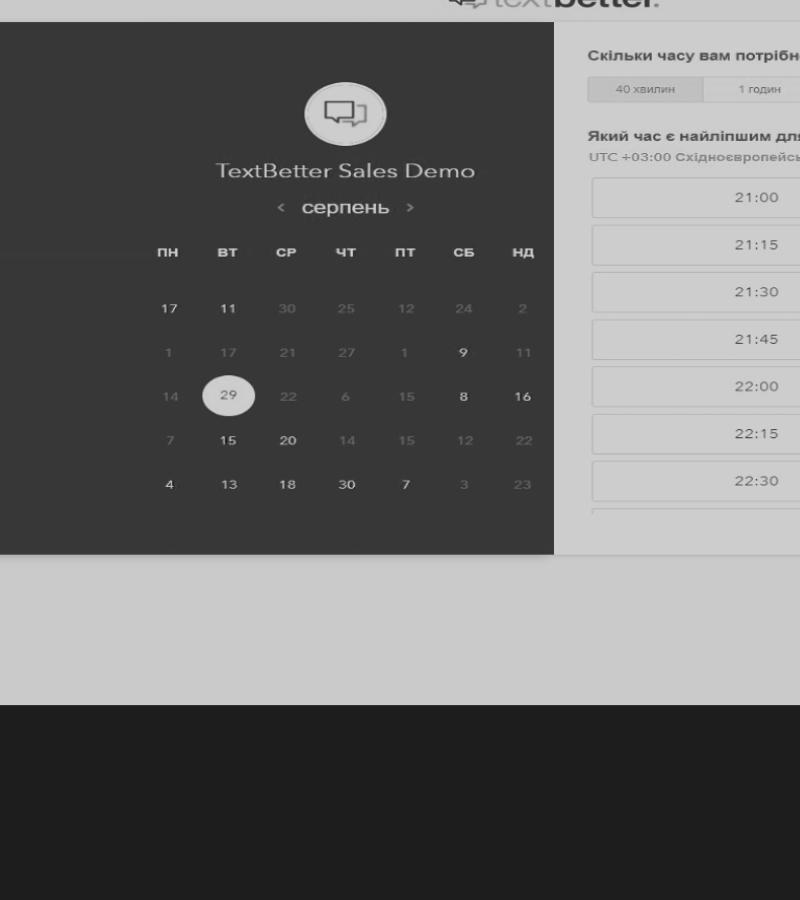 textbetter.
TextBetter Sales Demo
< серпень >
ПН ВТ СР ЧТ ПТ СБ НД
17 11 30 25 12 24 2
1 17 21 27 1 9 11
14 29 22 6 15 8 16
7 15 20 14 15 12 22
4 13 18 30 7 3 23
Скільки часу вам потрібн
40 хвилин 1 годин
Який час є найліпшим для
UTC +03:00 Східноєвропейсь
21:00
21:15
21:30
21:45
22:00
22:15
22:30